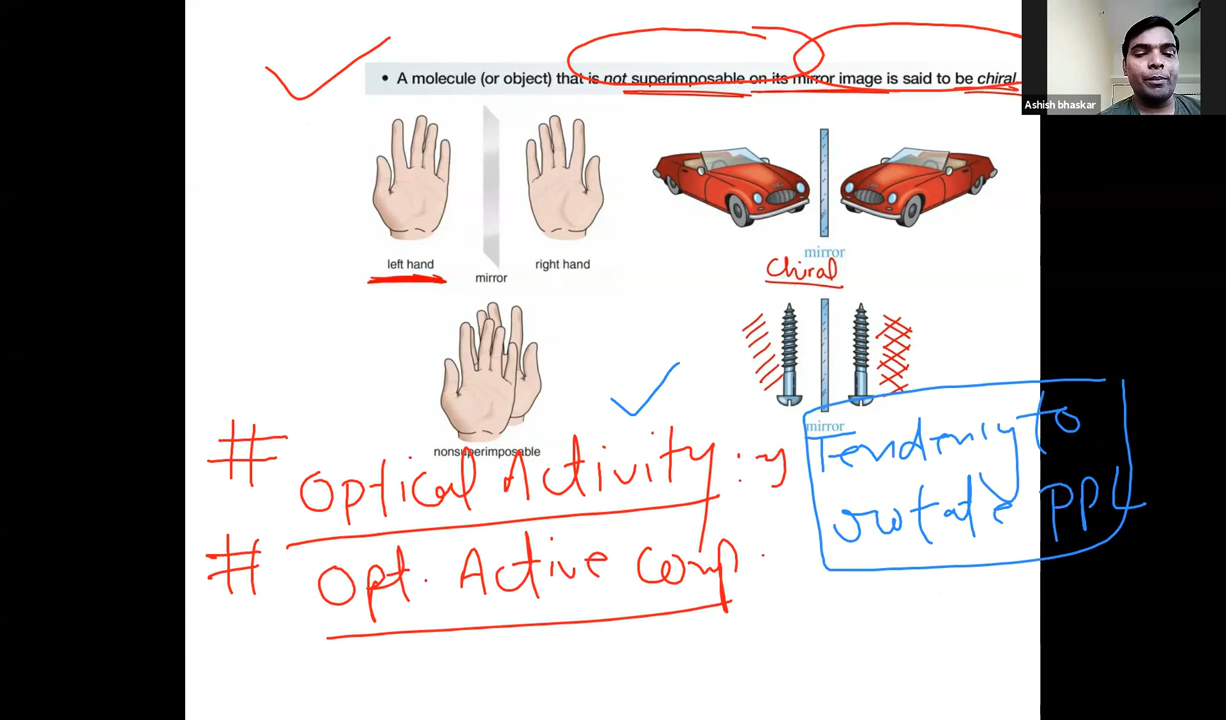 • A molecule (or object) that is not superimposable on its mirror image is said to be chiral
Ashish bhaskar
left hand
mirror
right hand
mirror
Chiral
nonsuperimposable
mirror
# Optical Activity :-
Tendency to
rotate PPL
# Opt. Active Comp.